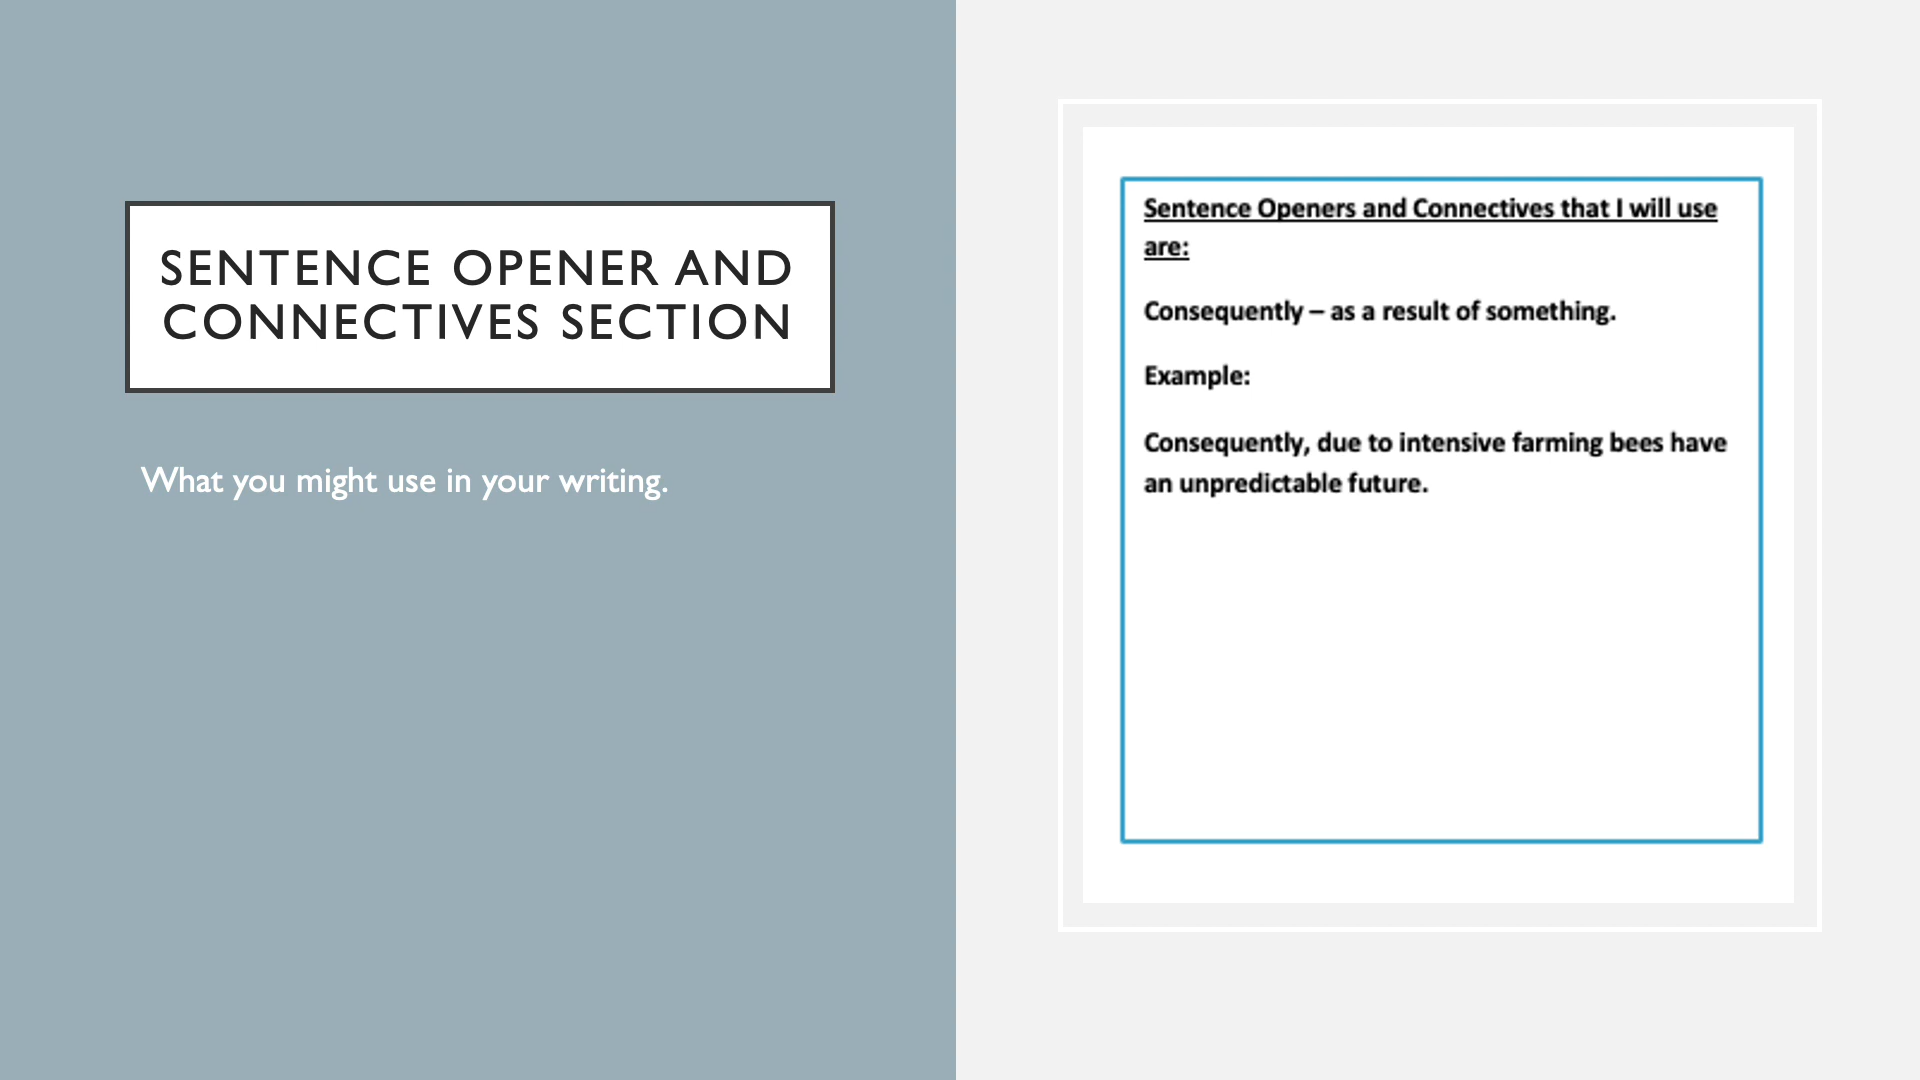 SENTENCE OPENER AND
CONNECTIVES SECTION
What you might use in your writing.
Sentence Openers and Connectives that I will use
are:
Consequently – as a result of something.
Example:
Consequently, due to intensive farming bees have
an unpredictable future.